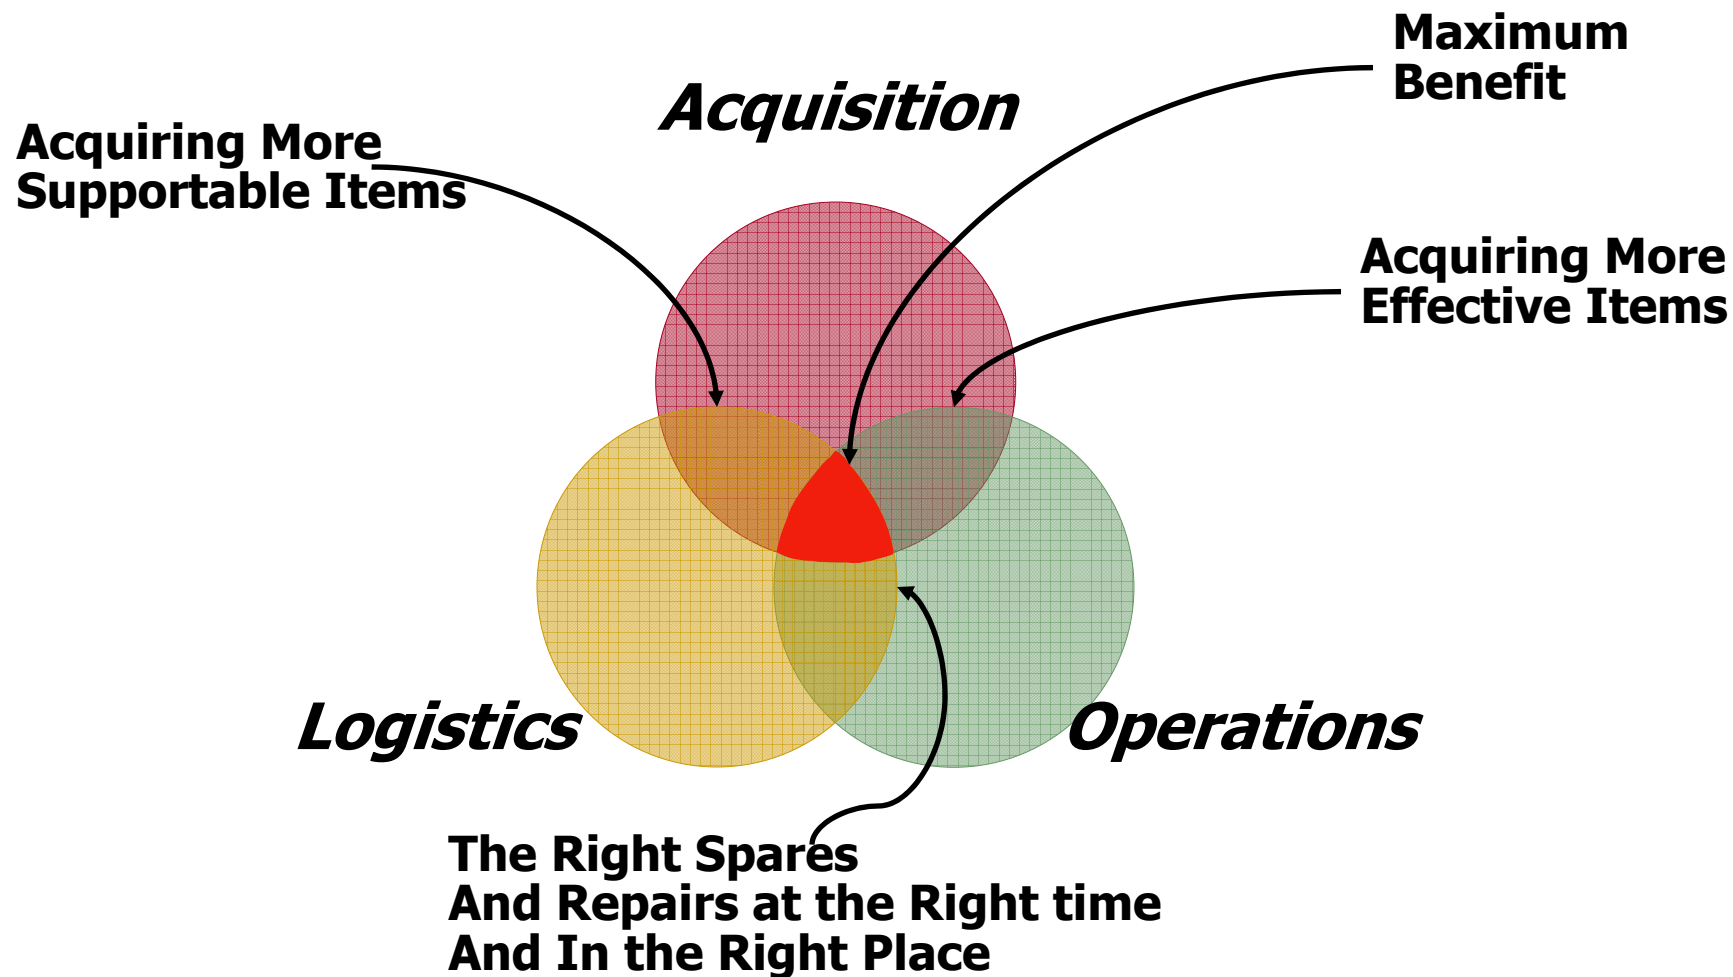 Maximum
Benefit
Acquisition
Acquiring More
Supportable Items
Acquiring More
Effective Items
Logistics
Operations
The Right Spares
And Repairs at the Right time
And In the Right Place